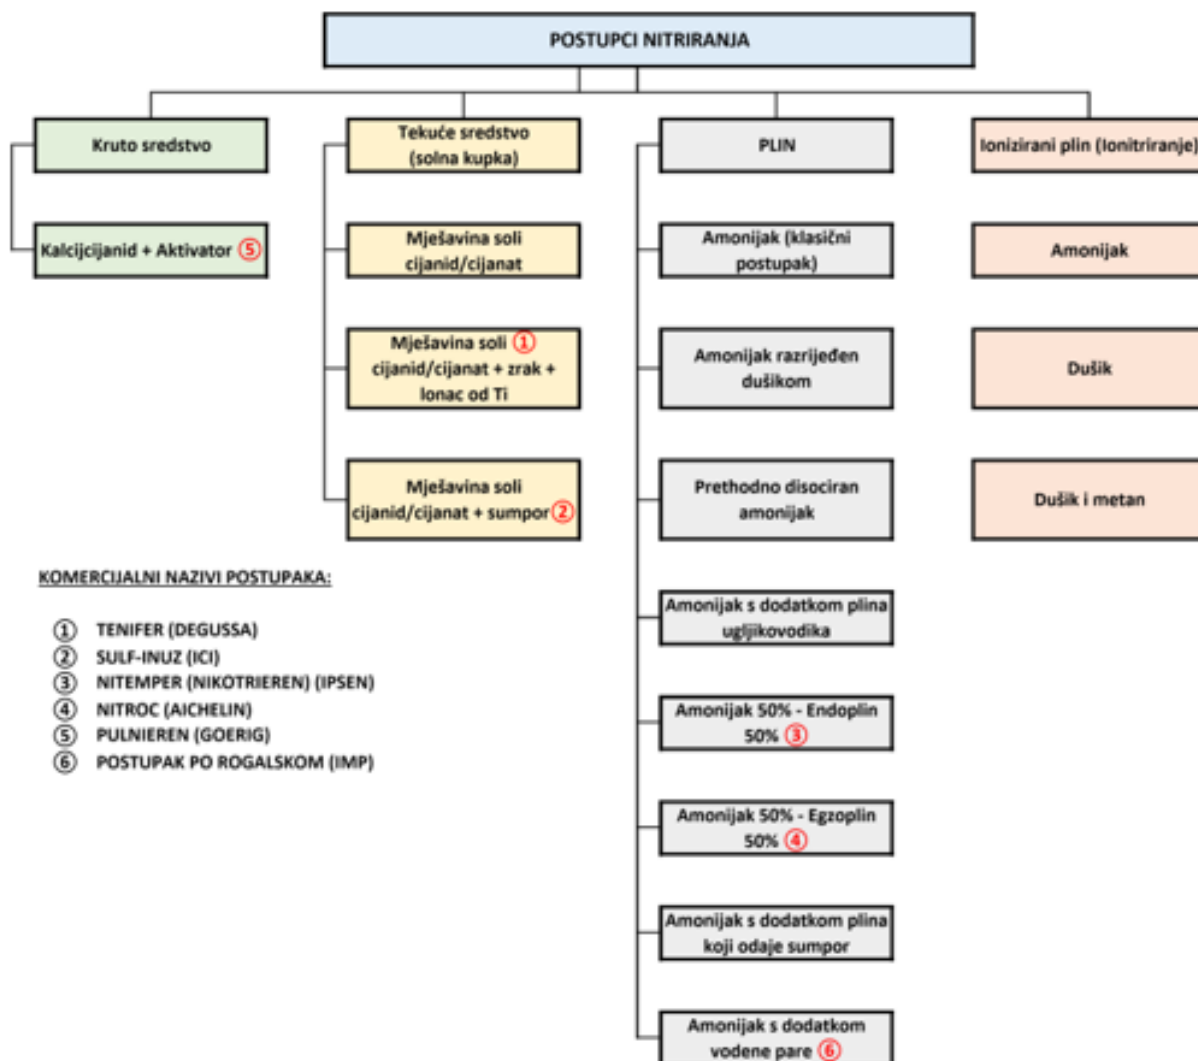 POSTUPCI NITRIRANJA
Kruto sredstvo
Kalcijcijanid + Aktivator ⑤
Tekuće sredstvo
(solna kupka)
Mješavina soli
cijanid/cijanat
Mješavina soli ①
cijanid/cijanat + zrak +
lonac od Ti
Mješavina soli
cijanid/cijanat + sumpor ②
PLIN
Amonijak (klasični
postupak)
Amonijak razrijeđen
dušikom
Prethodno disociran
amonijak
Amonijak s dodatkom plina
ugljikovodika
Amonijak 50% - Endoplin
50% ③
Amonijak 50% - Egzoplin
50% ④
Amonijak s dodatkom plina
koji odaje sumpor
Amonijak s dodatkom
vodene pare ⑥
Ionizirani plin (Ionitriranje)
Amonijak
Dušik
Dušik i metan
KOMERCIJALNI NAZIVI POSTUPAKA:
① TENIFER (DEGUSSA)
② SULF-INUZ (ICI)
③ NITEMPER (NIKOTRIEREN) (IPSEN)
④ NITROC (AICHELIN)
⑤ PULNIEREN (GOERIG)
⑥ POSTUPAK PO ROGALSKOM (IMP)